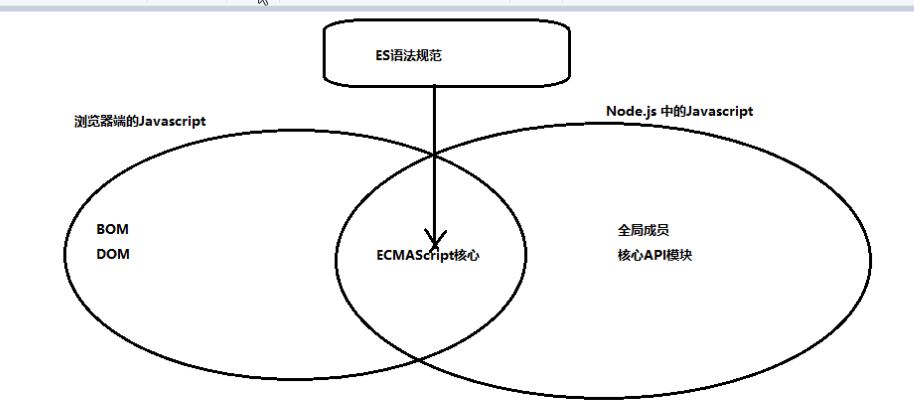 ES语法规范
浏览器端的Javascript
Node.js 中的Javascript
BOM
DOM
ECMAScript核心
全局成员
核心API模块